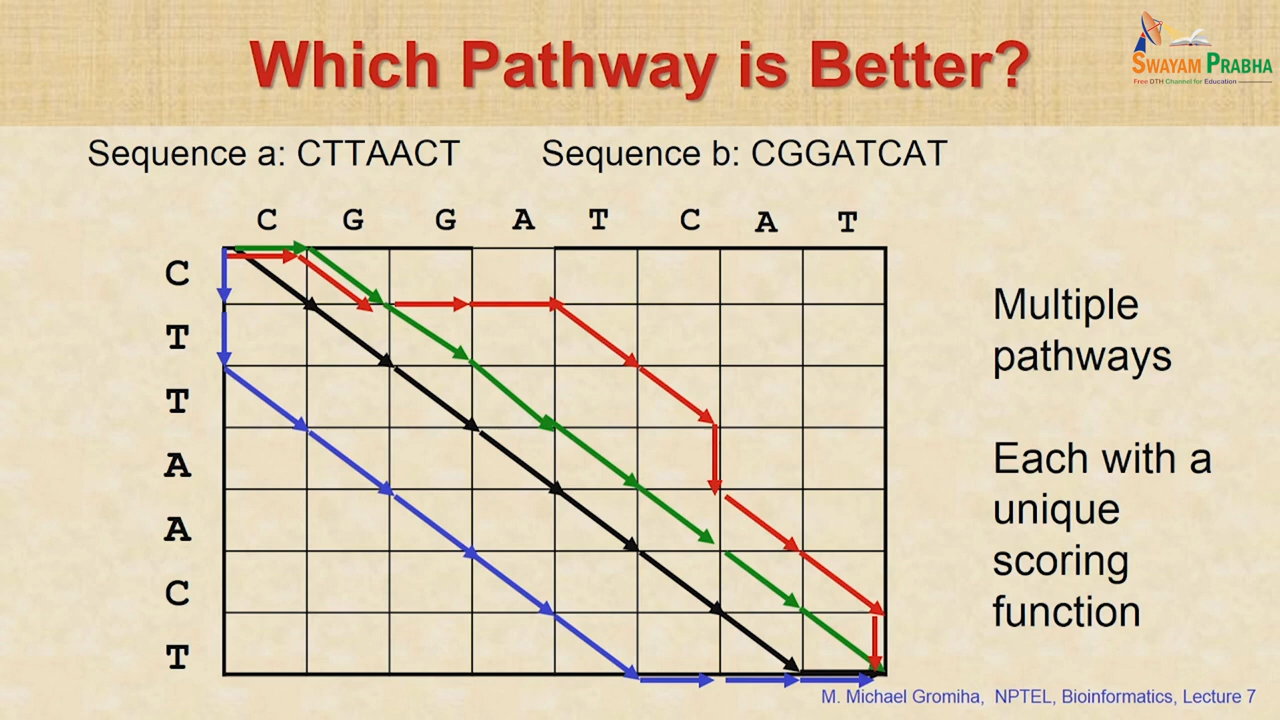 Which Pathway is Better?
SWAYAM PRABHA
Free DTH Channel for Education
Sequence a: CTTAACT Sequence b: CGGATCAT
C G G A T C A T
C
T
T
A
A
C
T
Multiple
pathways
Each with a
unique
scoring
function
M. Michael Gromiha, NPTEL, Bioinformatics, Lecture 7